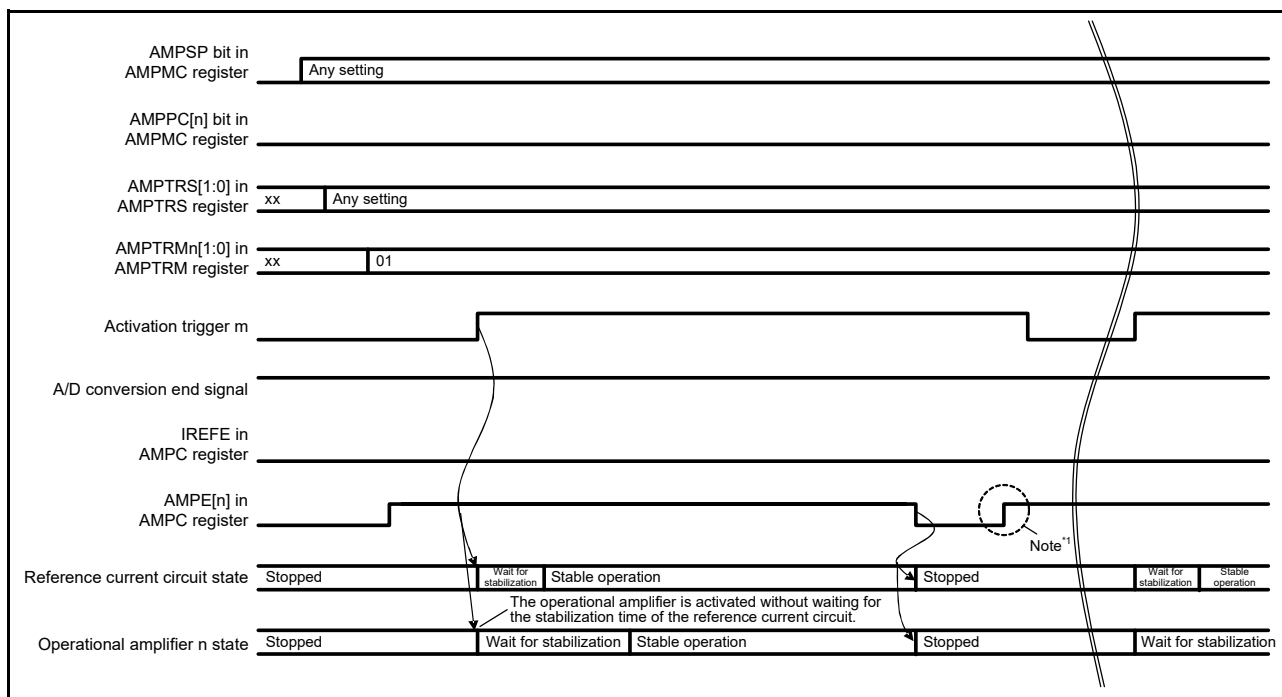 AMPSP bit in
AMPMC register
Any setting
AMPPC[n] bit in
AMPMC register
AMPTRS[1:0] in
AMPTRS register
xx
Any setting
AMPTRMn[1:0] in
AMPTRM register
xx
01
Activation trigger m
A/D conversion end signal
IREFE in
AMPC register
AMPE[n] in
AMPC register
Note*1
Reference current circuit state
Stopped
Wait for
stabilization
Stable operation
Stopped
Wait for
stabilization
Stable
operation
The operational amplifier is activated without waiting for
the stabilization time of the reference current circuit.
Operational amplifier n state
Stopped
Wait for stabilization
Stable operation
Stopped
Wait for stabilization